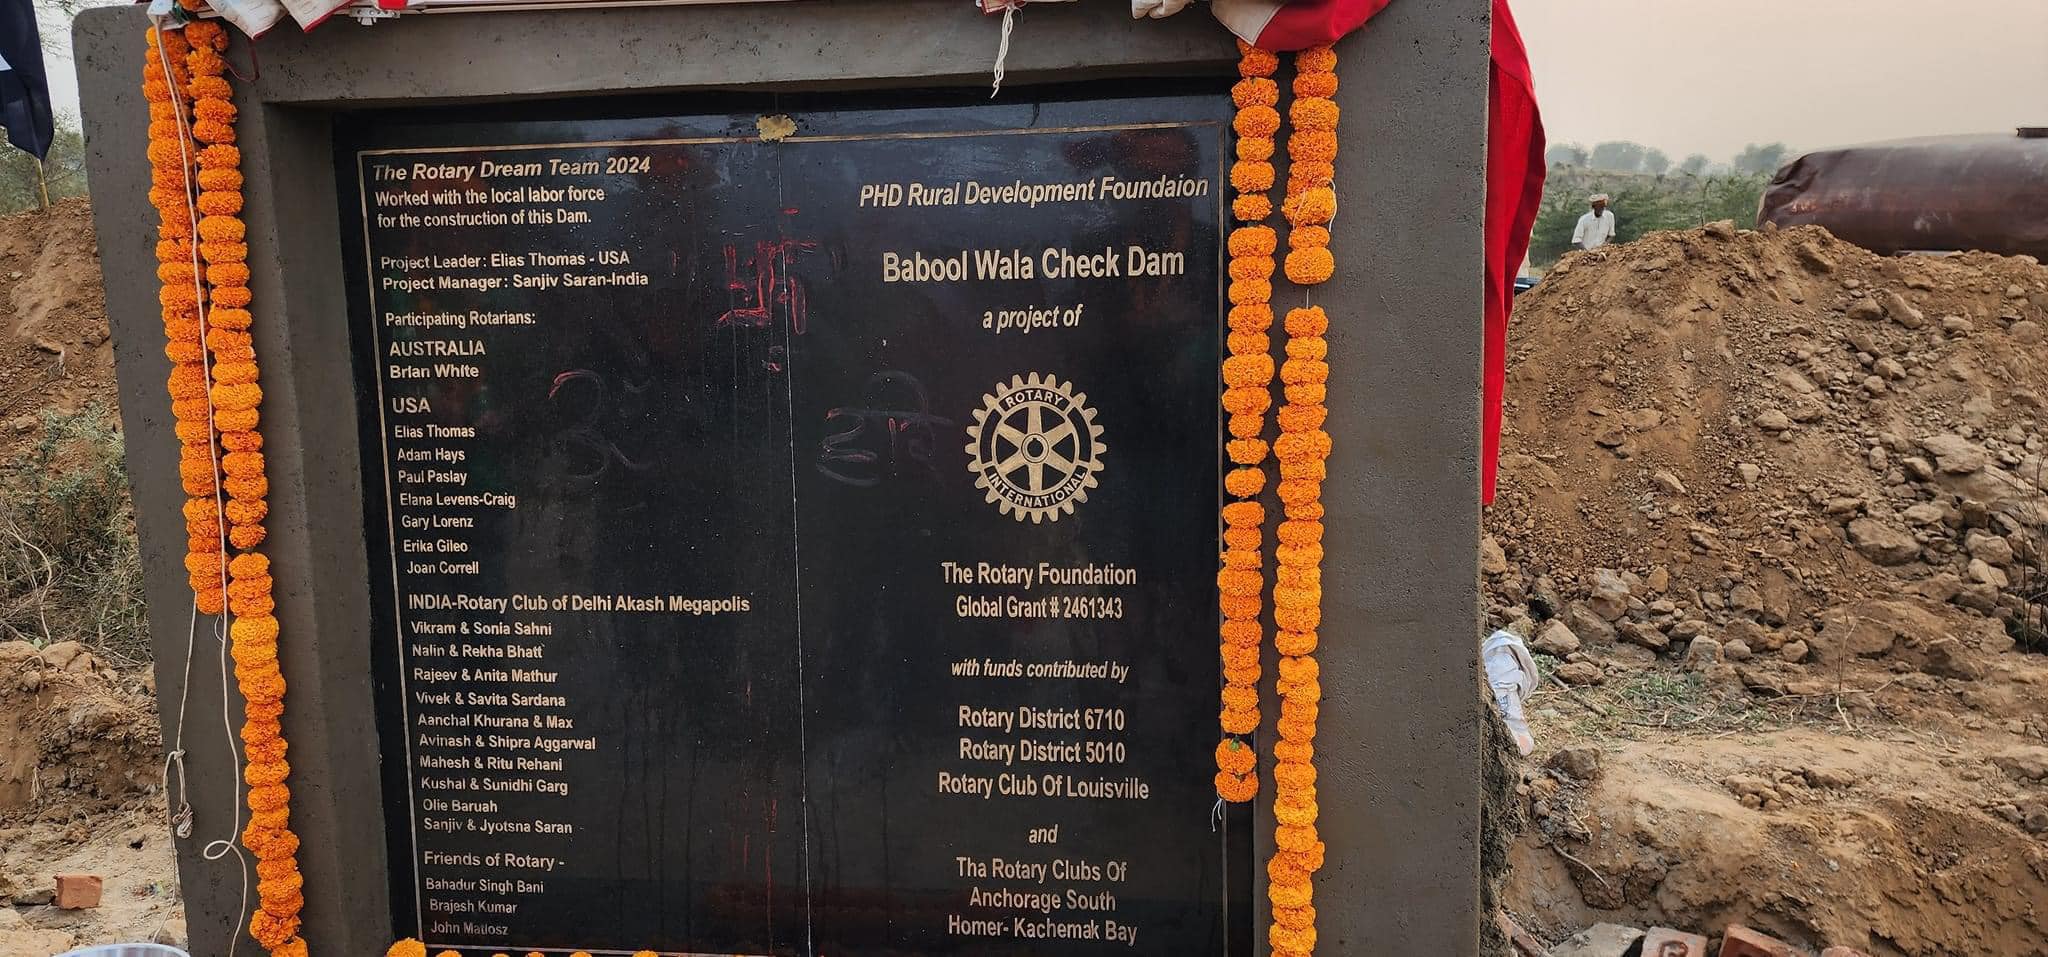 The Rotary Dream Team 2024
Worked with the local labor force
for the construction of this Dam.
Project Leader: Elias Thomas - USA
Project Manager: Sanjiv Saran-India
Participating Rotarians:
AUSTRALIA
Brian White
USA
Elias Thomas
Adam Hays
Paul Paslay
Elana Levens-Craig
Gary Lorenz
Erika Gileo
Joan Correll
INDIA-Rotary Club of Delhi Akash Megapolis
Vikram & Sonia Sahni
Nalin & Rekha Bhatt
Rajeev & Anita Mathur
Vivek & Savita Sardana
Aanchal Khurana & Max
Avinash & Shipra Aggarwal
Mahesh & Ritu Rehani
Kushal & Sunidhi Garg
Olie Baruah
Sanjiv & Jyotsna Saran
Friends of Rotary -
Bahadur Singh Bani
Brajesh Kumar
John Matlosz
PHD Rural Development Foundaion
Babool Wala Check Dam
a project of
ROTARY
INTERNATIONAL
The Rotary Foundation
Global Grant # 2461343
with funds contributed by
Rotary District 6710
Rotary District 5010
Rotary Club Of Louisville
and
Tha Rotary Clubs Of
Anchorage South
Homer- Kachemak Bay